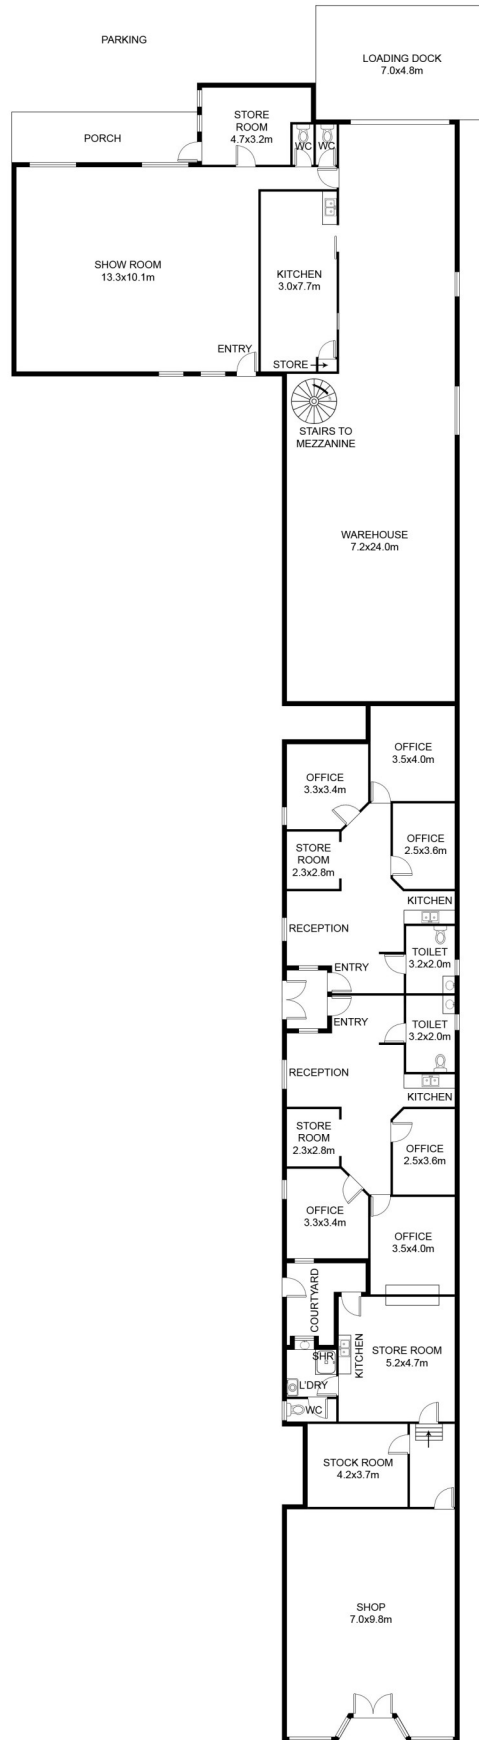 PARKING
LOADING DOCK
7.0x4.8m
PORCH
STORE
ROOM
4.7x3.2m
WC
WC
SHOW ROOM
13.3x10.1m
KITCHEN
3.0x7.7m
ENTRY
STORE
STAIRS TO
MEZZANINE
WAREHOUSE
7.2x24.0m
OFFICE
3.5x4.0m
OFFICE
3.3x3.4m
OFFICE
2.5x3.6m
STORE
ROOM
2.3x2.8m
KITCHEN
RECEPTION
TOILET
3.2x2.0m
ENTRY
ENTRY
TOILET
3.2x2.0m
RECEPTION
KITCHEN
STORE
ROOM
2.3x2.8m
OFFICE
2.5x3.6m
OFFICE
3.3x3.4m
OFFICE
3.5x4.0m
COURTYARD
KITCHEN
STORE ROOM
5.2x4.7m
SHR
L'DRY
WC
STOCK ROOM
4.2x3.7m
SHOP
7.0x9.8m